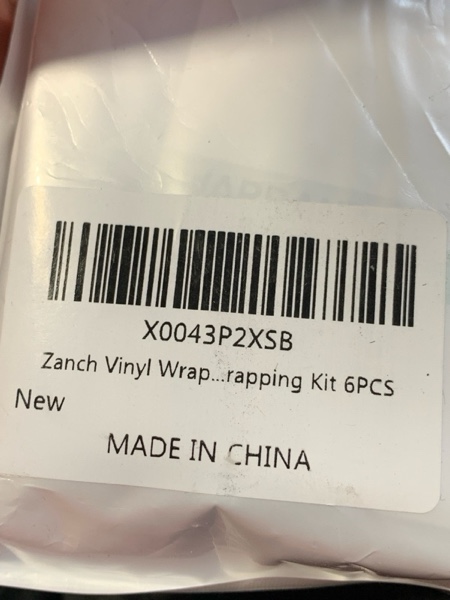 X0043P2XSB
Zanch Vinyl Wrap...rapping Kit 6PCS
New
MADE IN CHINA